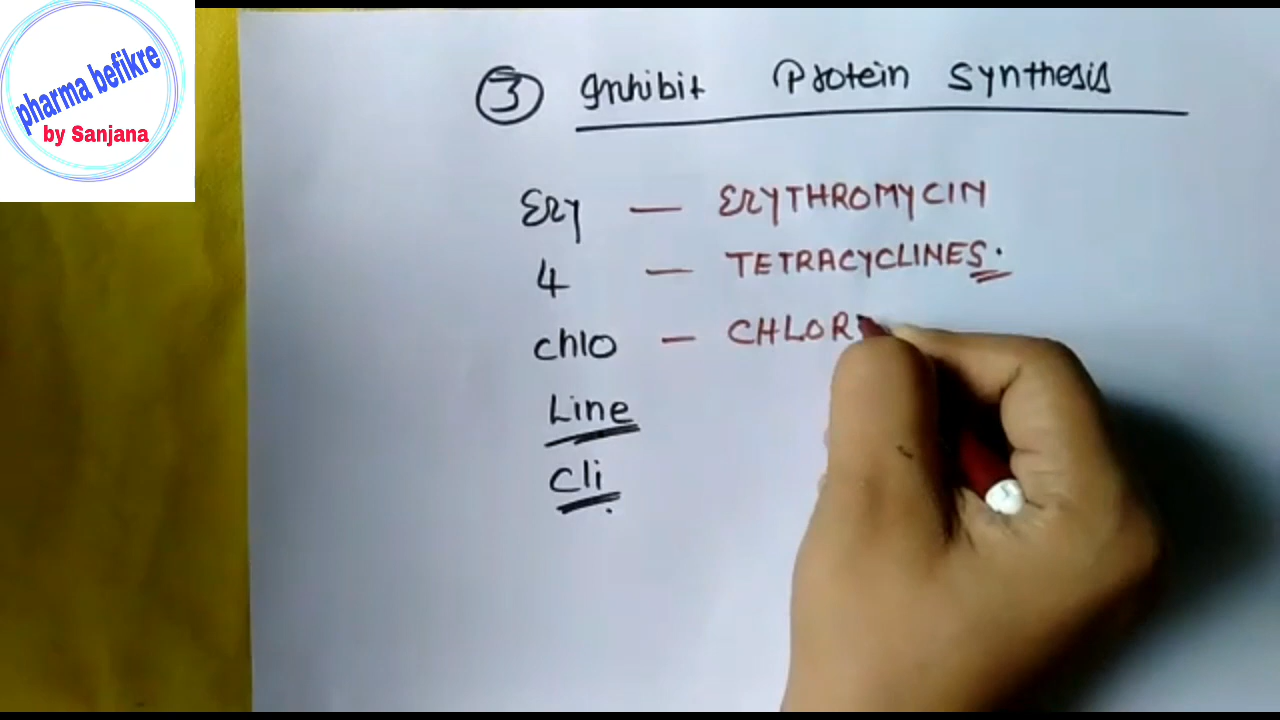 pharma befikre
by Sanjana
3 Inhibit Protein Synthesis
Ery — ERYTHROMYCIN
4 — TETRACYCLINES.
chlo — CHLOR
Line
Cli